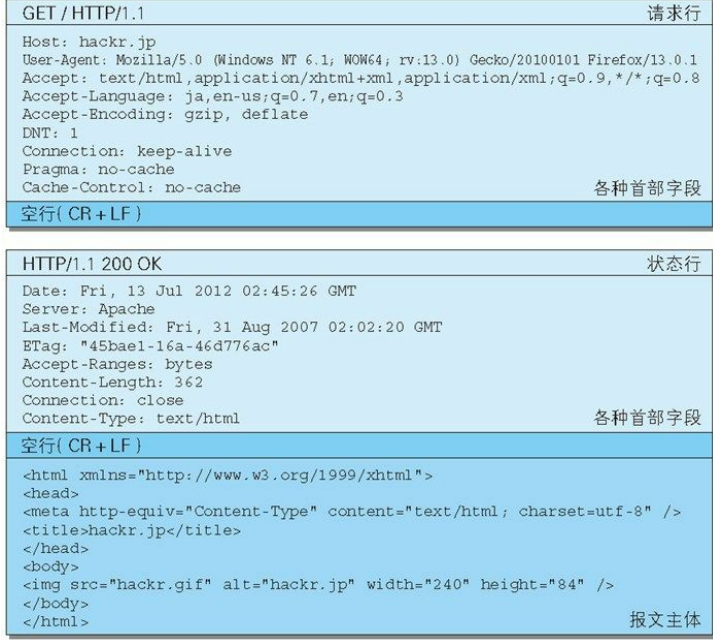 GET / HTTP/1.1 请求行
Host: hackr.jp
User-Agent: Mozilla/5.0 (Windows NT 6.1; WOW64; rv:13.0) Gecko/20100101 Firefox/13.0.1
Accept: text/html,application/xhtml+xml,application/xml;q=0.9,*/*;q=0.8
Accept-Language: ja,en-us;q=0.7,en;q=0.3
Accept-Encoding: gzip, deflate
DNT: 1
Connection: keep-alive
Pragma: no-cache
Cache-Control: no-cache 各种首部字段
空行( CR + LF )
HTTP/1.1 200 OK 状态行
Date: Fri, 13 Jul 2012 02:45:26 GMT
Server: Apache
Last-Modified: Fri, 31 Aug 2007 02:02:20 GMT
ETag: "45bae1-16a-46d776ac"
Accept-Ranges: bytes
Content-Length: 362
Connection: close
Content-Type: text/html 各种首部字段
空行( CR + LF )
<html xmlns="http://www.w3.org/1999/xhtml">
<head>
<meta http-equiv="Content-Type" content="text/html; charset=utf-8" />
<title>hackr.jp</title>
</head>
<body>
<img src="hackr.gif" alt="hackr.jp" width="240" height="84" />
</body>
</html> 报文主体